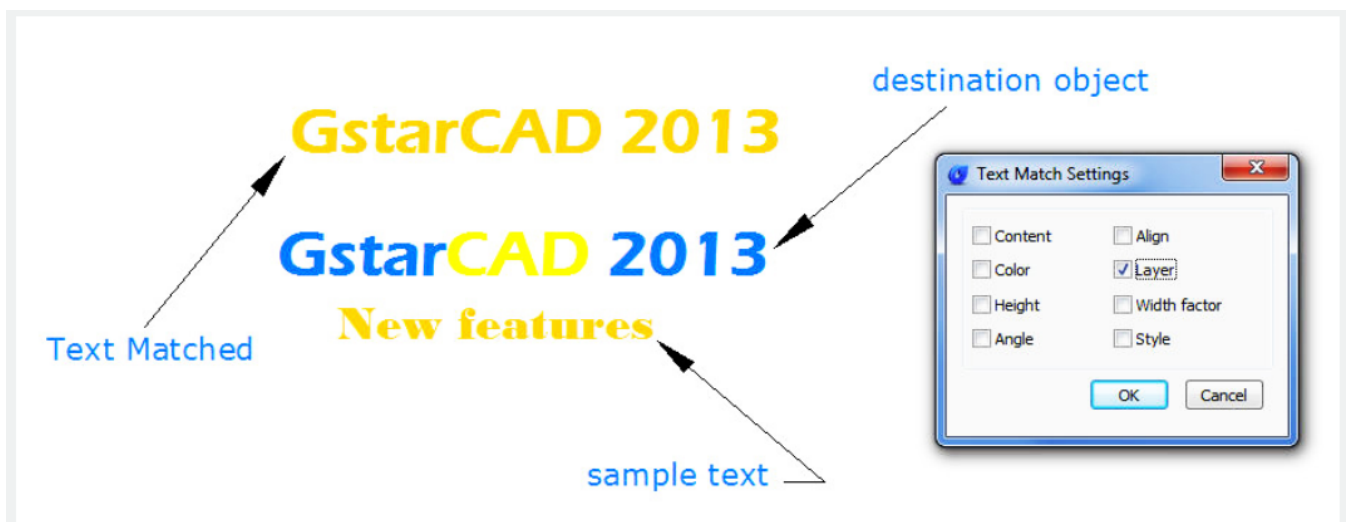 destination object
GstarCAD 2013
Text Match Settings
Content
Align
Color
Layer
Height
Width factor
Angle
Style
OK
Cancel
GstarCAD 2013
New features
Text Matched
sample text